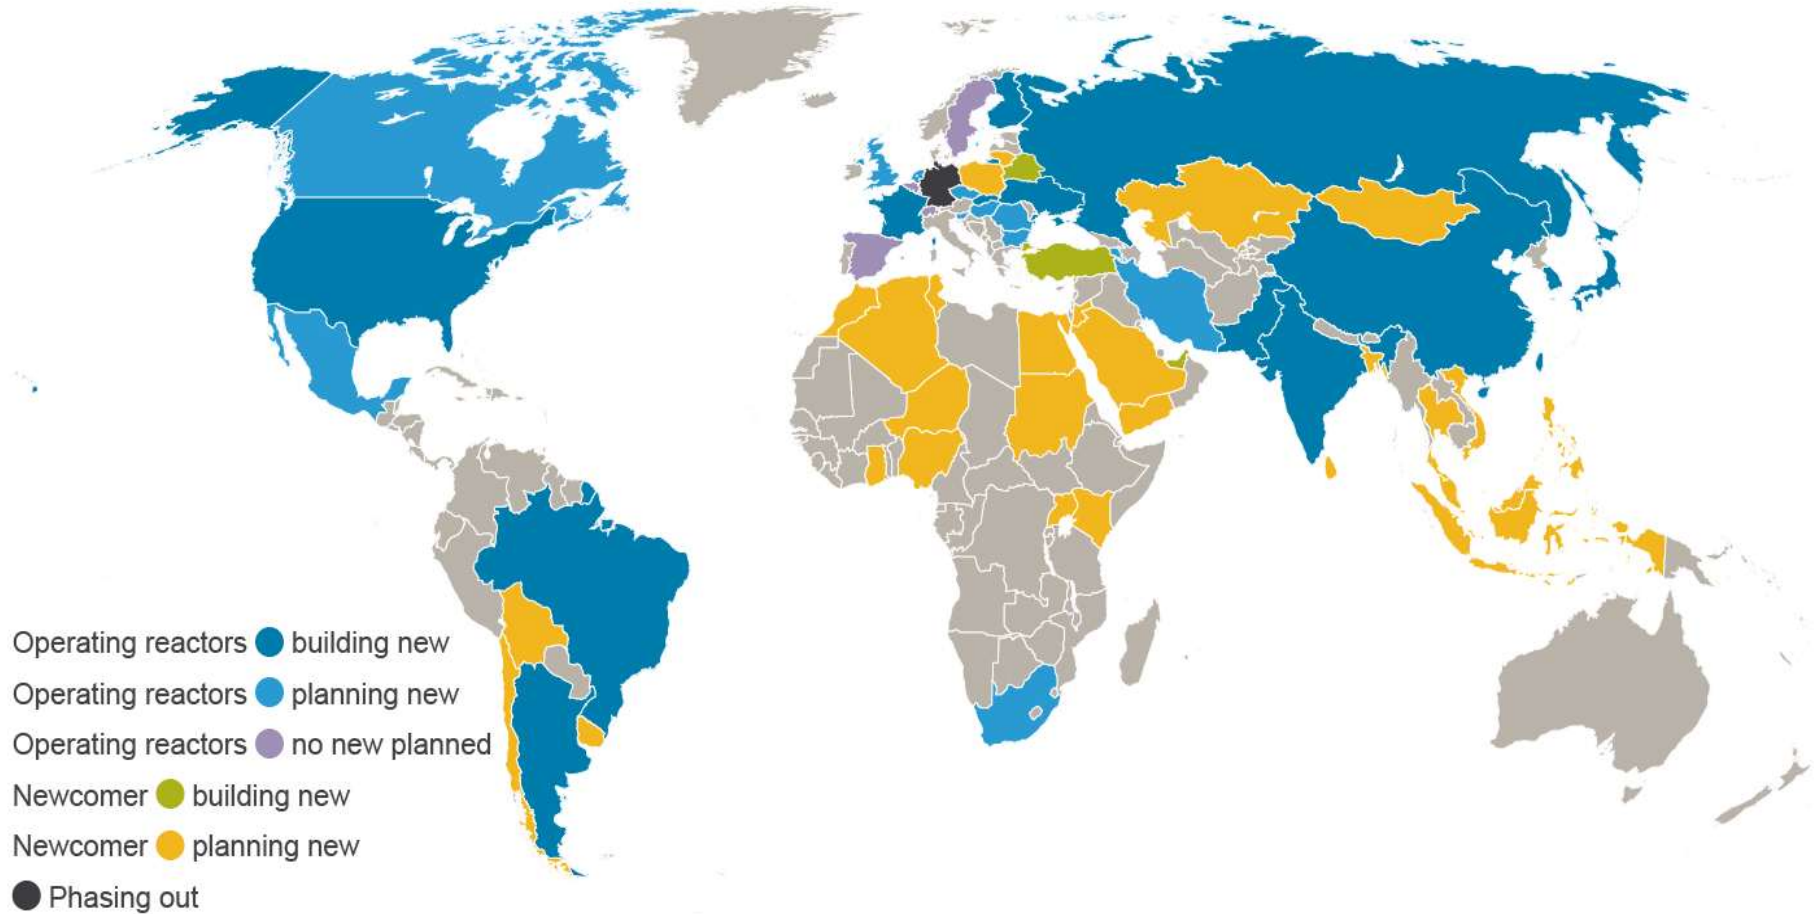 Operating reactors building new
Operating reactors planning new
Operating reactors no new planned
Newcomer building new
Newcomer planning new
Phasing out